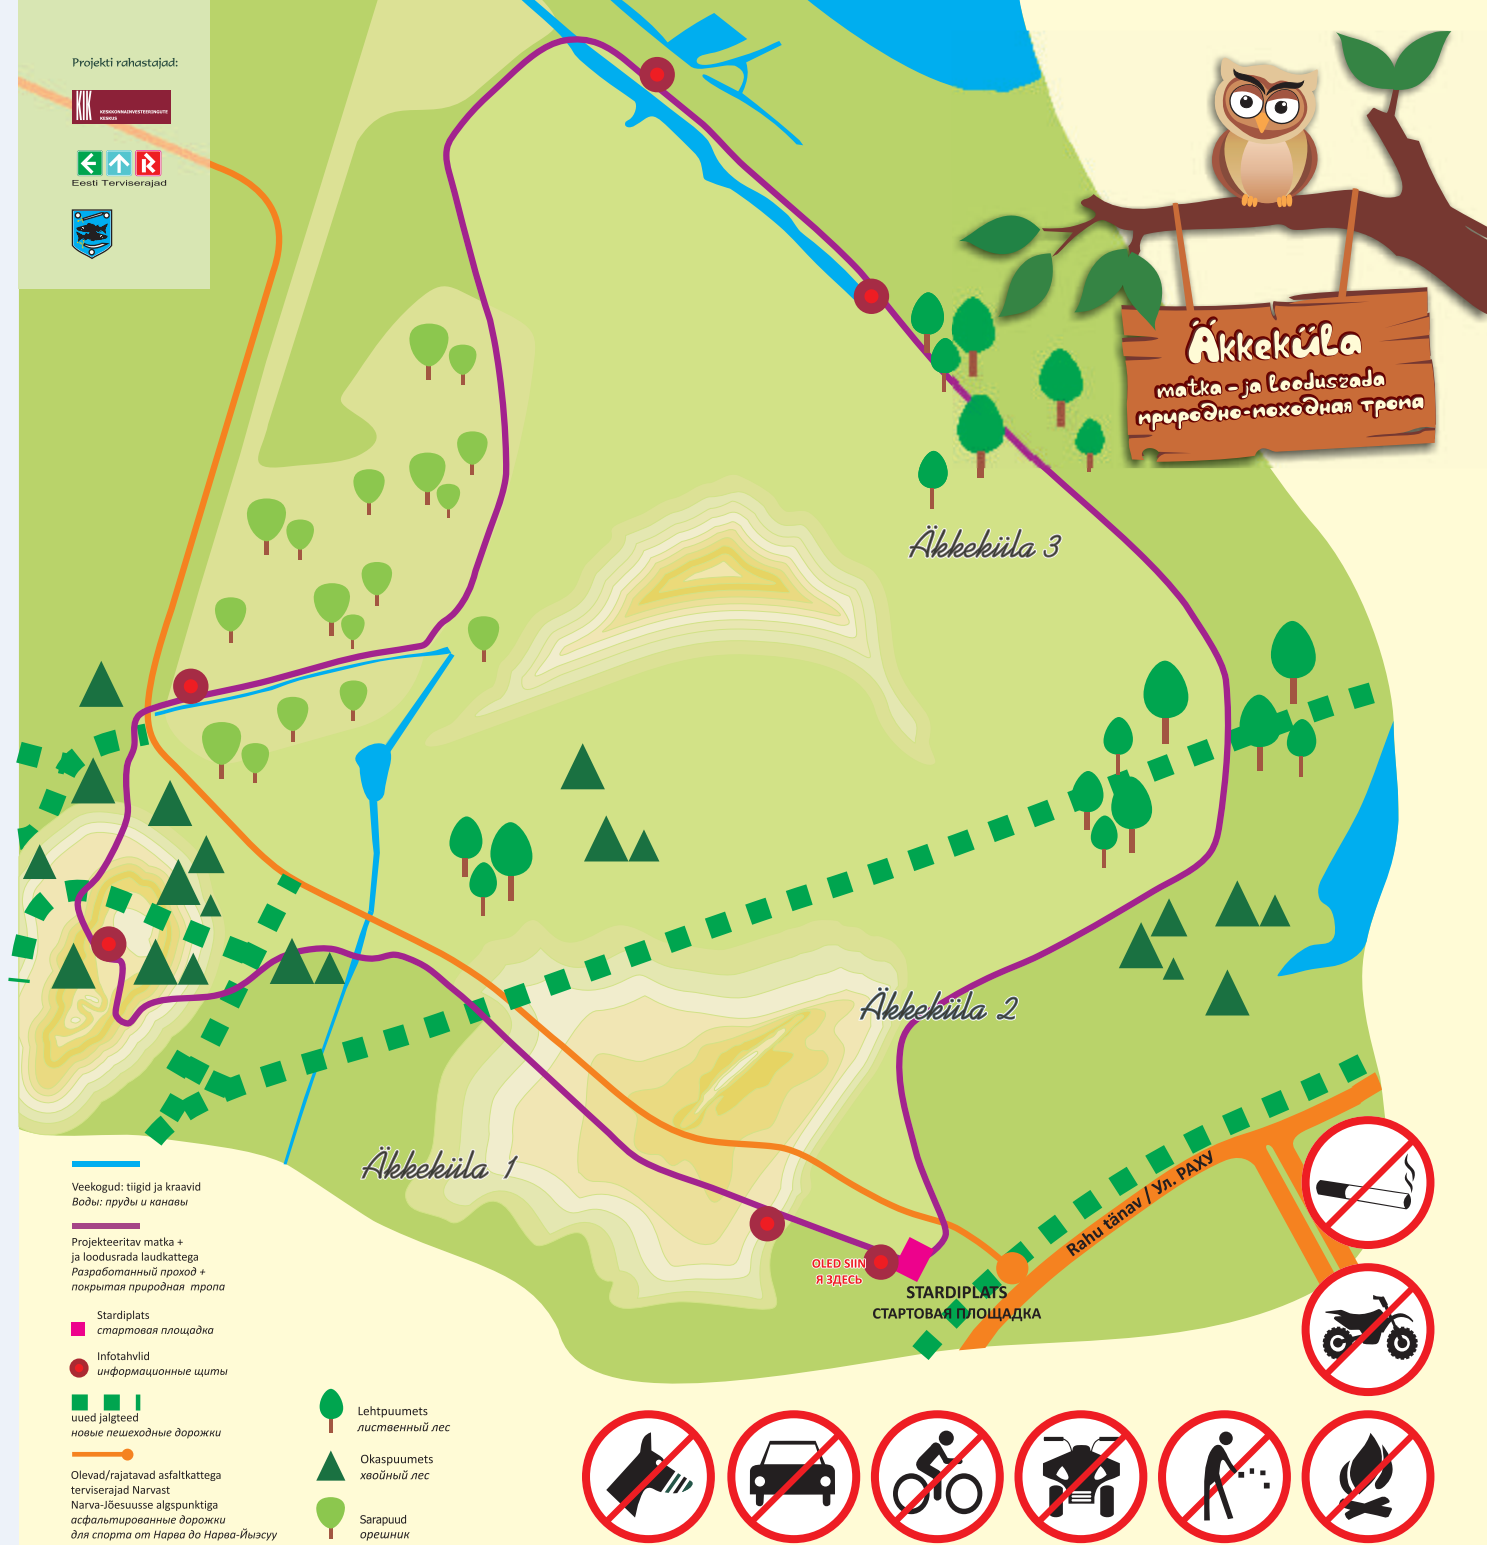 Projekti rahastajad:
KIK
KESKKONNAINVESTEERINGUTE
KESKUS
Eesti Terviserajad
Äkkeküla
matka-ja looduszada
природно-походная тропа
Äkkeküla 3
Äkkeküla 2
Äkkeküla 1
Rahu tänav / Ул. РАХУ
OLED SIIN
Я ЗДЕСЬ
STARDIPLATS
СТАРТОВАЯ ПЛОЩАДКА
Veekogud: tiigid ja kraavid
Воды: пруды и канавы
Projekteeritav matka +
ja loodusrada laudkattega
Разработанный проход +
покрытая природная тропа
Stardiplats
стартовая площадка
Infotahvlid
информационные щиты
uued jalgteed
новые пешеходные дорожки
Olevad/rajatavad asfaltkattega
terviserajad Narvast
Narva-Jõesuusse algspunktiga
асфальтированные дорожки
для спорта от Нарва до Нарва-Йыэсуу
Lehtpuumets
лиственный лес
Okaspuumets
хвойный лес
Sarapuud
орешник